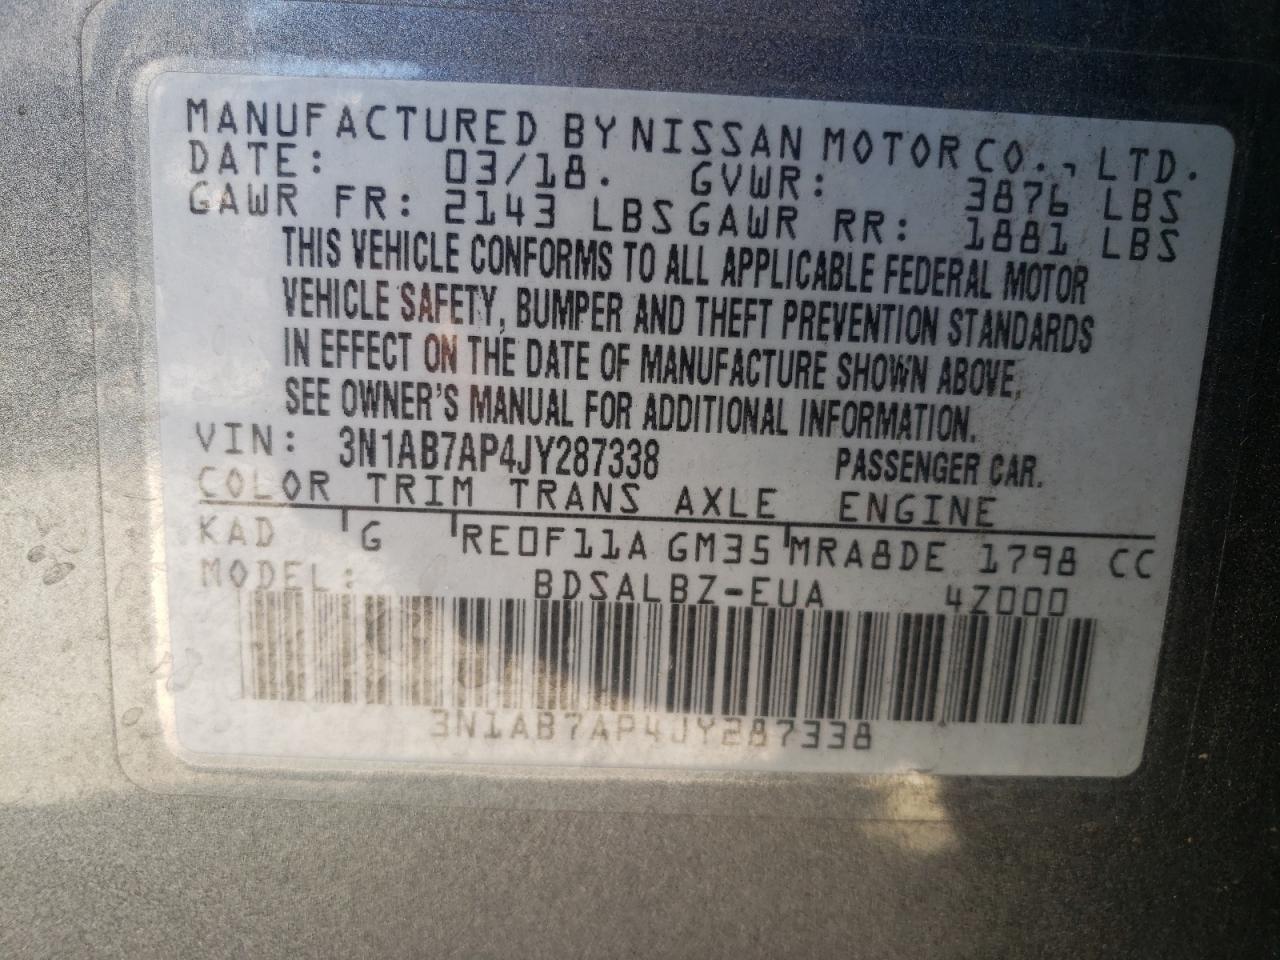 MANUFACTURED BY NISSAN MOTOR CO., LTD.
DATE: 03/18. GVWR: 3876 LBS
GAWR FR: 2143 LBS GAWR RR: 1881 LBS
THIS VEHICLE CONFORMS TO ALL APPLICABLE FEDERAL MOTOR
VEHICLE SAFETY, BUMPER AND THEFT PREVENTION STANDARDS
IN EFFECT ON THE DATE OF MANUFACTURE SHOWN ABOVE.
SEE OWNER'S MANUAL FOR ADDITIONAL INFORMATION.
VIN: 3N1AB7AP4JY287338 PASSENGER CAR.
COLOR TRIM TRANS AXLE ENGINE
KAD G RE0F11A GM35 MRA8DE 1798 CC
MODEL: BDSALBZ-EUA 4Z000
3N1AB7AP4JY287338